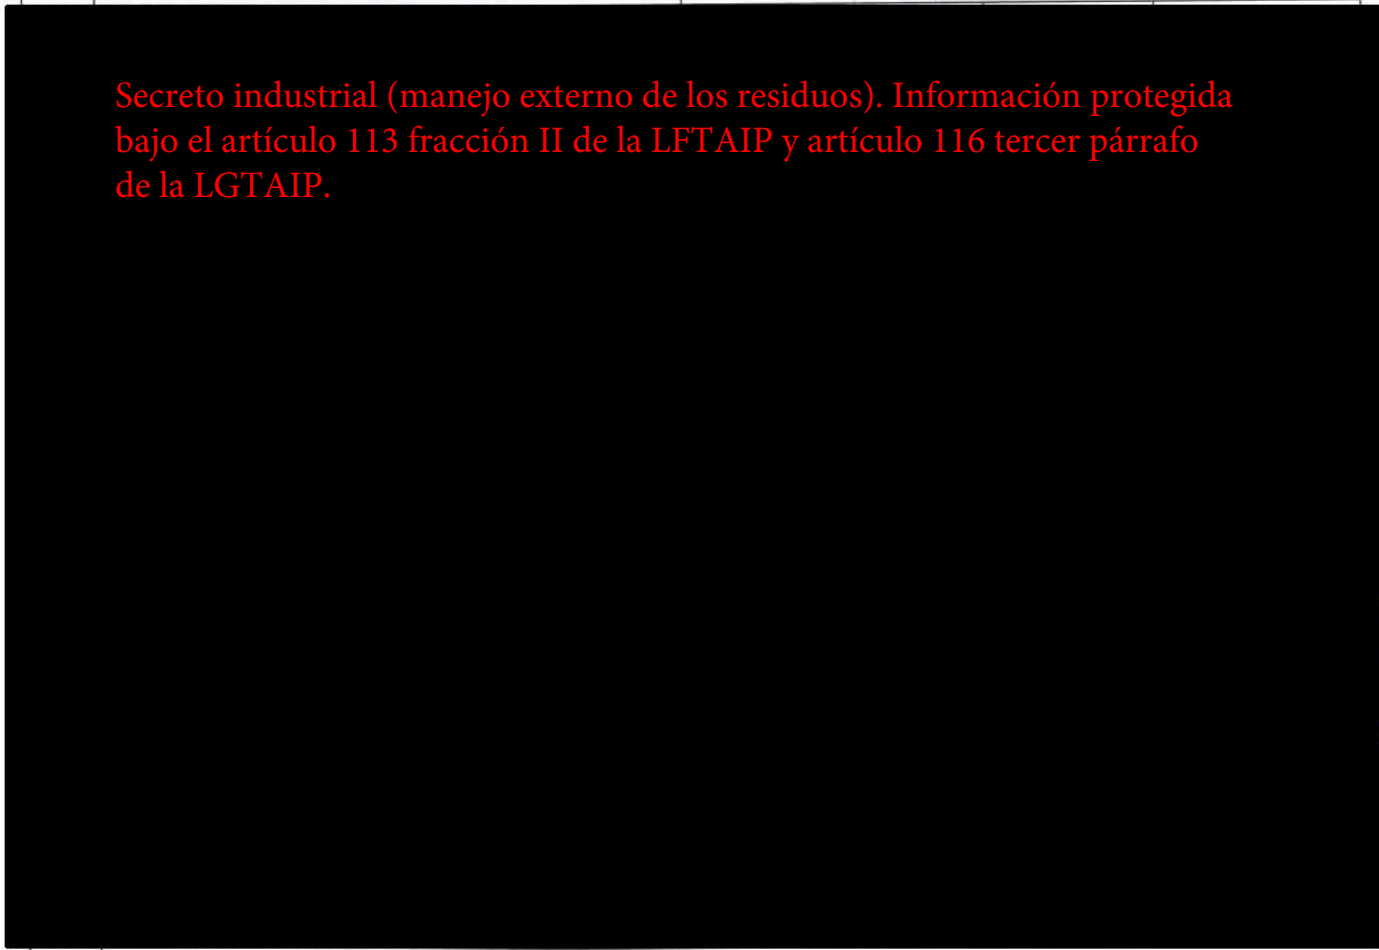 Secreto industrial (manejo externo de los residuos). Información protegida
bajo el artículo 113 fracción II de la LFTAIP y artículo 116 tercer párrafo
de la LGTAIP.